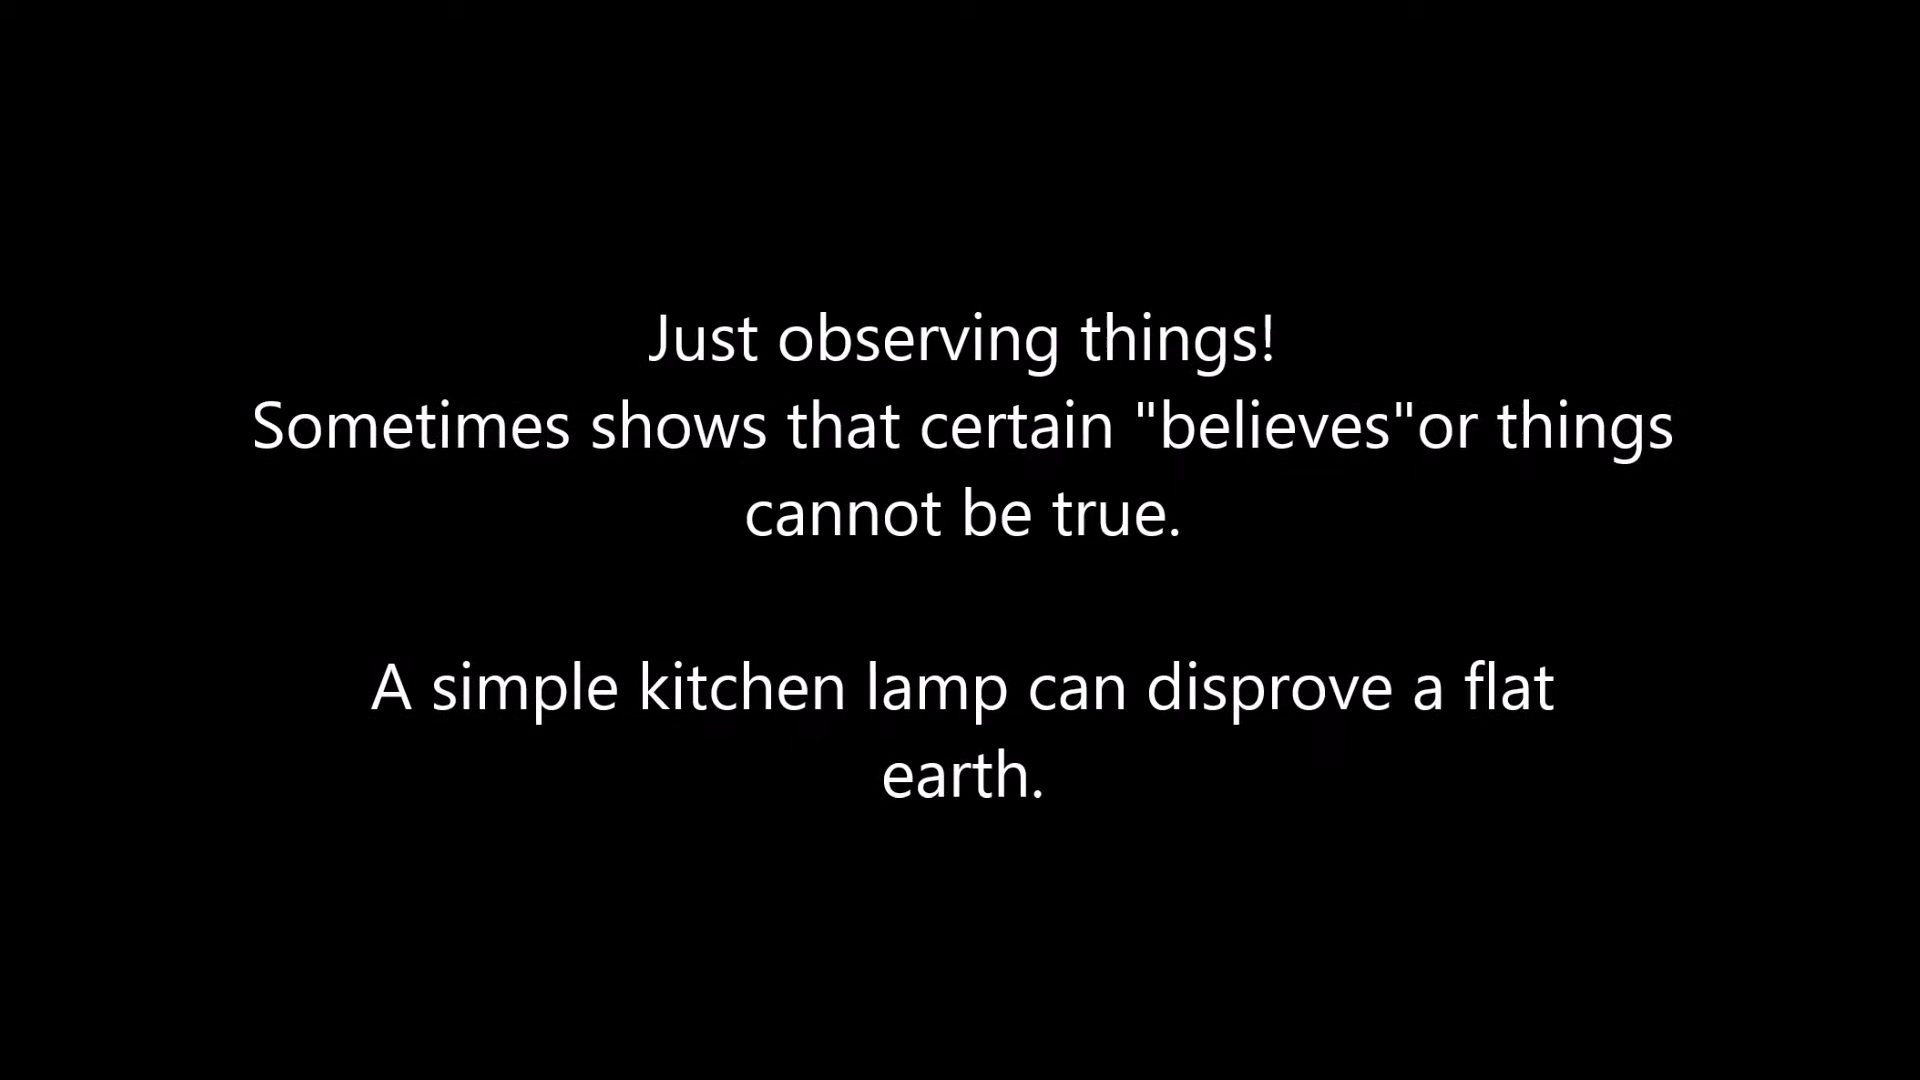 Just observing things!
Sometimes shows that certain "believes"or things
cannot be true.
A simple kitchen lamp can disprove a flat
earth.